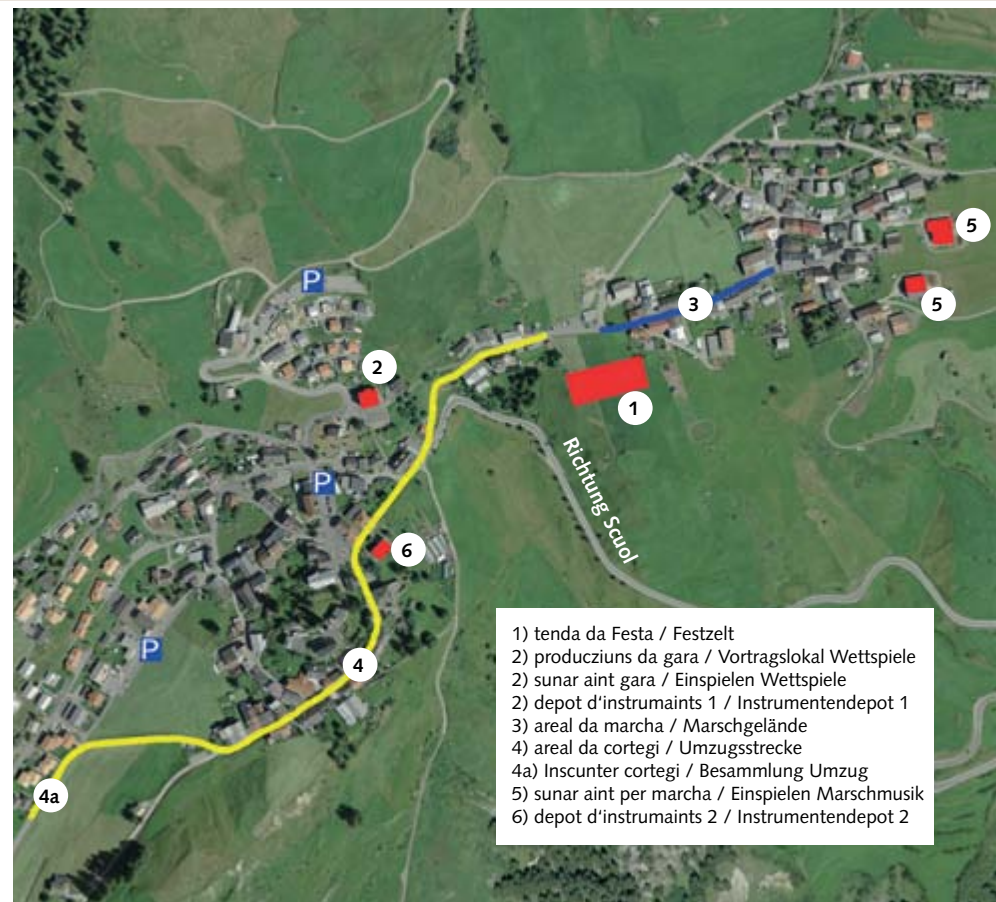 P
5
5
3
2
1
Richtung Scuol
P
6
P
4
4a
1) tenda da Festa / Festzelt
2) producziuns da gara / Vortragslokal Wettspiele
2) sunar aint gara / Einspielen Wettspiele
2) depot d‘instrumaints 1 / Instrumentendepot 1
3) areal da marcha / Marschgelände
4) areal da cortegi / Umzugsstrecke
4a) Inscunter cortegi / Besammlung Umzug
5) sunar aint per marcha / Einspielen Marschmusik
6) depot d‘instrumaints 2 / Instrumentendepot 2